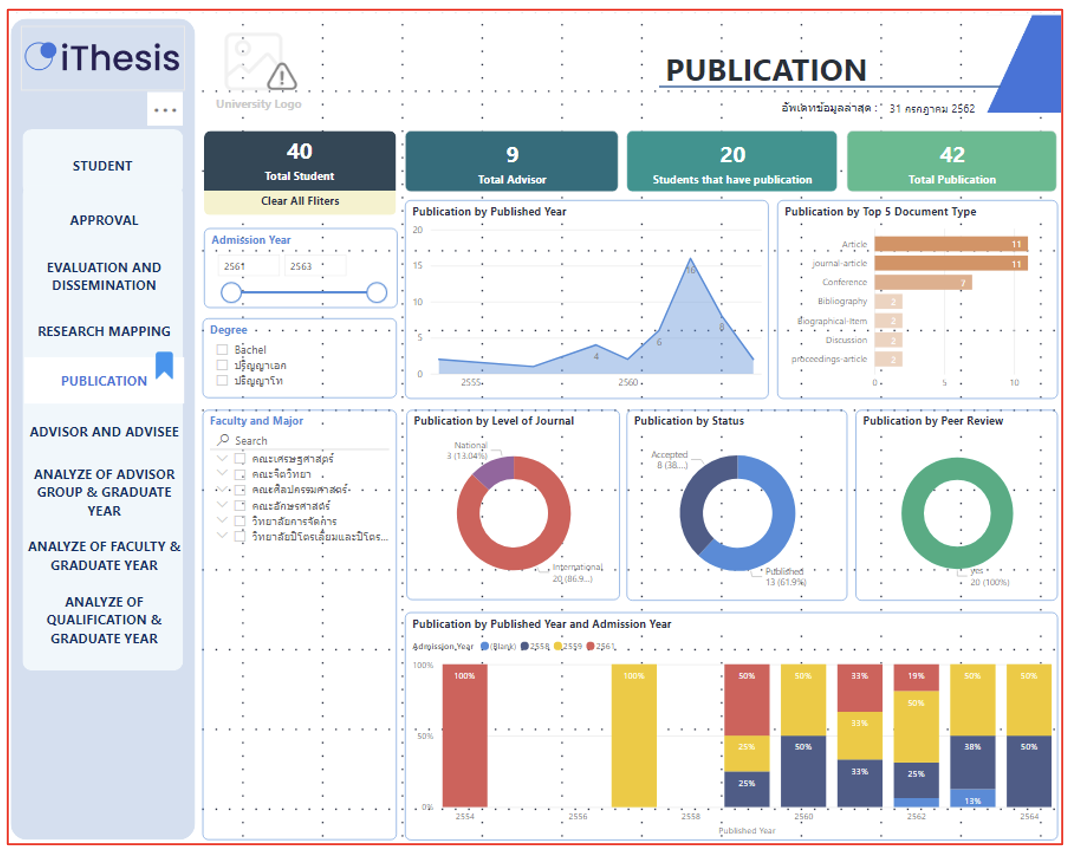 iThesis
University Logo
PUBLICATION
อัพเดทข้อมูลล่าสุด : 31 กรกฎาคม 2562
STUDENT
APPROVAL
EVALUATION AND
DISSEMINATION
RESEARCH MAPPING
PUBLICATION
ADVISOR AND ADVISEE
ANALYZE OF ADVISOR
GROUP & GRADUATE
YEAR
ANALYZE OF FACULTY &
GRADUATE YEAR
ANALYZE OF
QUALIFICATION &
GRADUATE YEAR
40
Total Student
Clear All Fliters
9
Total Advisor
20
Students that have publication
42
Total Publication
Admission Year
2561 2563
Degree
Bachel
ปริญญาเอก
ปริญญาโท
Faculty and Major
Search
คณะเศรษฐศาสตร์
คณะจิตวิทยา
คณะศิลปกรรมศาสตร์
คณะอักษรศาสตร์
วิทยาลัยการจัดการ
วิทยาลัยปิโตรเลียมและปิโตร...
Publication by Published Year
20
15
10
5
0
4
6
16
8
2555 2560
Publication by Top 5 Document Type
Article 11
journal-article 11
Conference 7
Bibliography 2
Biographical-Item 2
Discussion 2
proceedings-article 2
0 5 10
Publication by Level of Journal
National
3 (13.04%)
International
20 (86.9...)
Publication by Status
Accepted
8 (38....)
Published
13 (61.9%)
Publication by Peer Review
yes
20 (100%)
Publication by Published Year and Admission Year
Admission Year (Blank) 2558 2559 2561
100%
50%
0%
100% 100% 50% 50% 33% 19% 50% 50%
25% 33% 50%
25% 50% 33% 25% 38% 50%
13%
2554 2556 2558 2560 2562 2564
Published Year